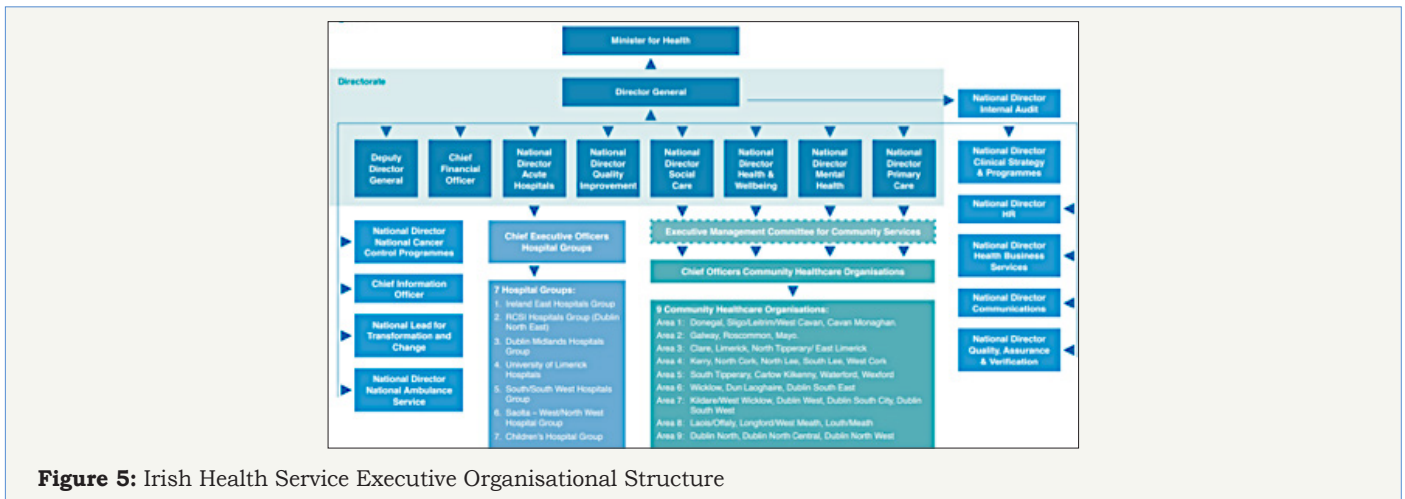 Minister for Health
Directorate
Director General
National Director
Internal Audit
Deputy
Director
General
Chief
Financial
Officer
National
Director
Acute
Hospitals
National
Director
Quality
Improvement
National
Director
Social
Care
National
Director
Health &
Wellbeing
National
Director
Mental
Health
National
Director
Primary
Care
National Director
Clinical Strategy
& Programmes
National Director
HR
National Director
Health Business
Services
National Director
Communications
National Director
Quality, Assurance
& Verification
National Director
National Cancer
Control Programmes
Chief Information
Officer
National Lead for
Transformation and
Change
National Director
National Ambulance
Service
Chief Executive Officers
Hospital Groups
7 Hospital Groups:
1. Ireland East Hospitals Group
2. RCSI Hospitals Group (Dublin
North East)
3. Dublin Midlands Hospitals
Group
4. University of Limerick
Hospitals
5. South/South West Hospitals
Group
6. Saolta – West/North West
Hospital Group
7. Children's Hospital Group
Executive Management Committee for Community Services
Chief Officers Community Healthcare Organisations
9 Community Healthcare Organisations:
Area 1: Donegal, Sligo/Leitrim/West Cavan, Cavan Monaghan.
Area 2: Galway, Roscommon, Mayo.
Area 3: Clare, Limerick, North Tipperary/ East Limerick
Area 4: Kerry, North Cork, North Lee, South Lee, West Cork
Area 5: South Tipperary, Carlow Kilkenny, Waterford, Wexford
Area 6: Wicklow, Dun Laoghaire, Dublin South East
Area 7: Kildare/West Wicklow, Dublin West, Dublin South City, Dublin
South West
Area 8: Laois/Offaly, Longford/West Meath, Louth/Meath
Area 9: Dublin North, Dublin North Central, Dublin North West
Figure 5: Irish Health Service Executive Organisational Structure